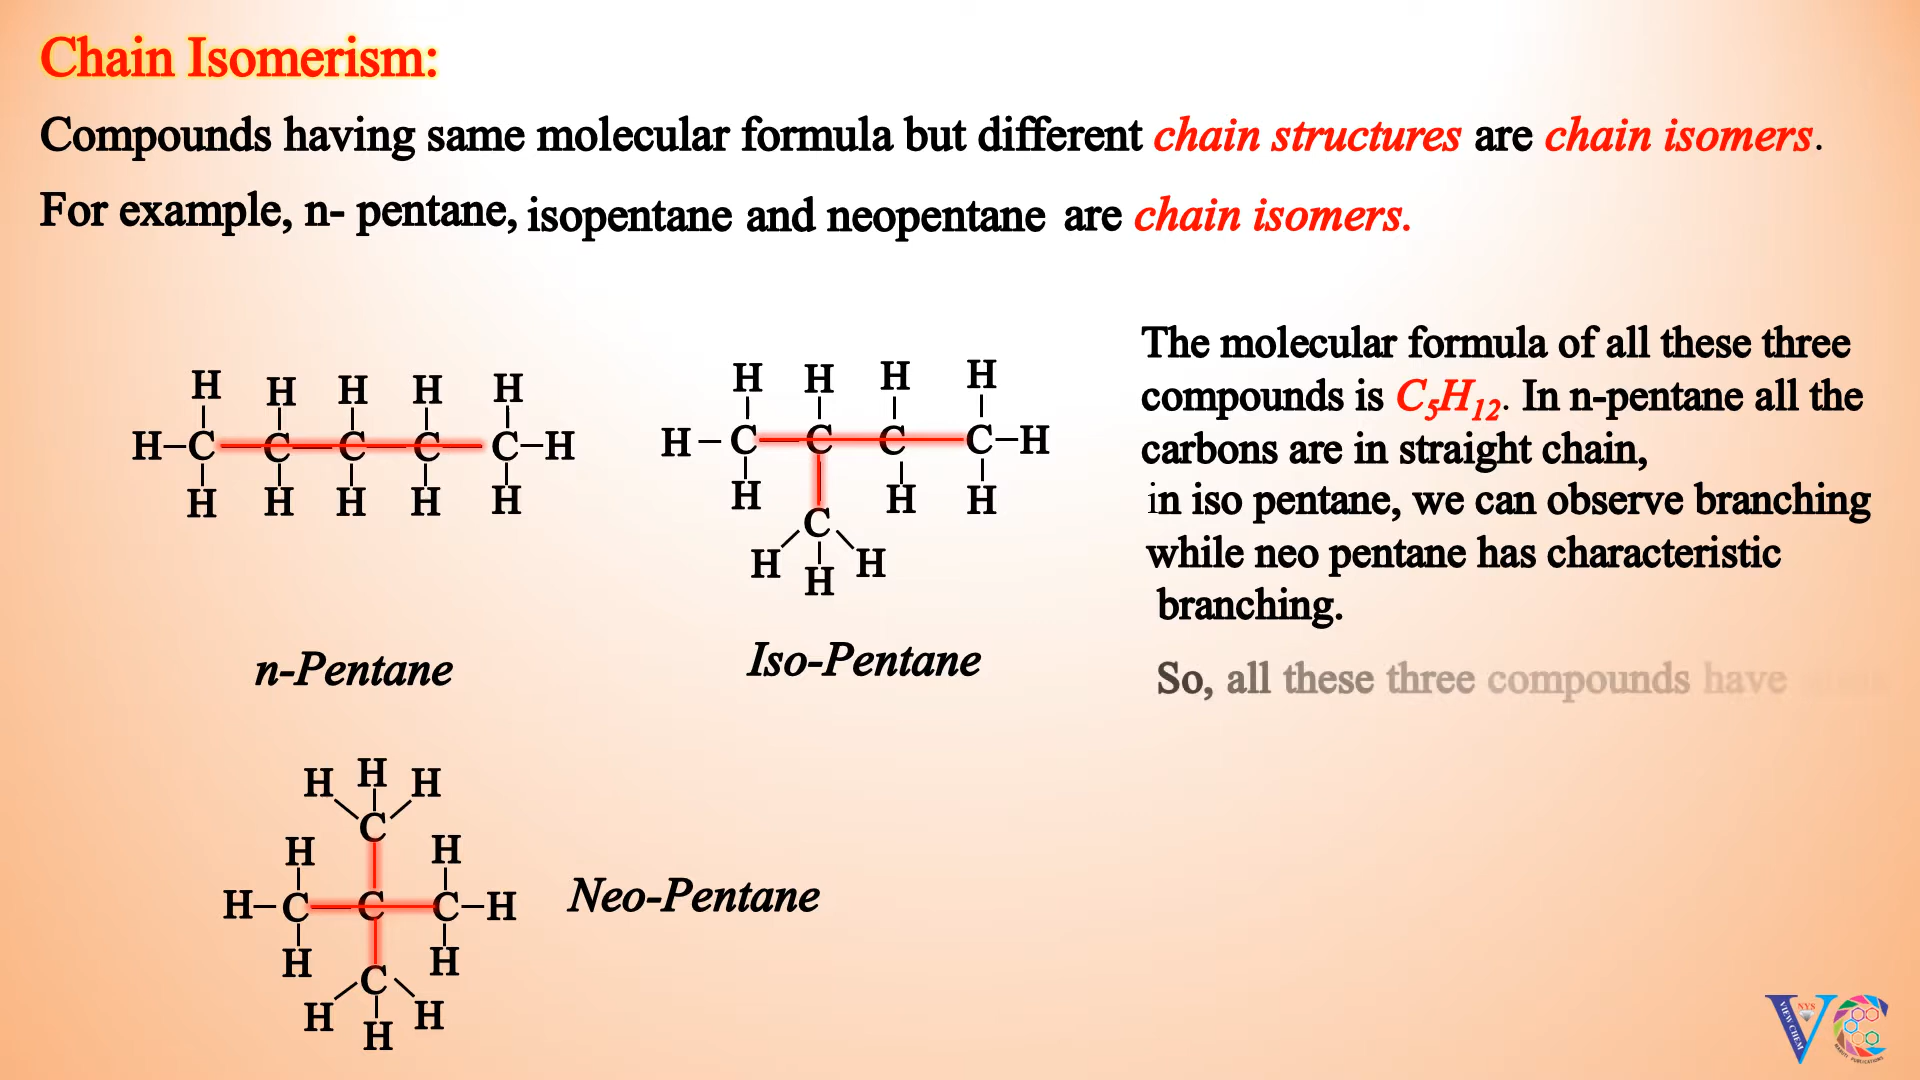 Chain Isomerism:
Compounds having same molecular formula but different chain structures are chain isomers.
For example, n- pentane, isopentane and neopentane are chain isomers.
H H H H H
H–C–C–C–C–C–H
H H H H H
n-Pentane
H H H H
H–C–C–C–C–H
H H H
C
H H H
Iso-Pentane
The molecular formula of all these three
compounds is C₅H₁₂. In n-pentane all the
carbons are in straight chain,
in iso pentane, we can observe branching
while neo pentane has characteristic
branching.
So, all these three compounds have
H H H
C
H H
H–C–C–C–H
H H
C
H H H
Neo-Pentane
NYS
VIEW CHEM